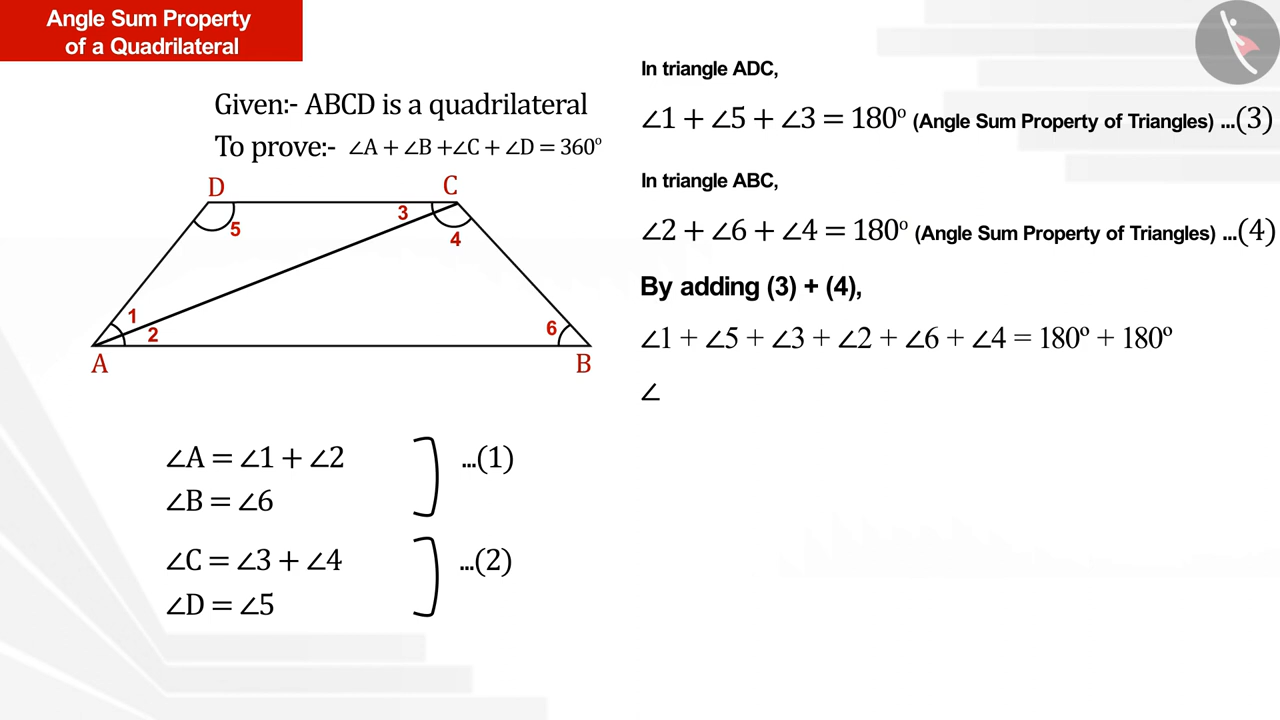 Angle Sum Property
of a Quadrilateral
Given:- ABCD is a quadrilateral
To prove:- ∠A + ∠B +∠C + ∠D = 360°
D
C
3
5
4
1
2
6
A
B
∠A = ∠1 + ∠2
∠B = ∠6
...(1)
∠C = ∠3 + ∠4
∠D = ∠5
...(2)
In triangle ADC,
∠1 + ∠5 + ∠3 = 180° (Angle Sum Property of Triangles) ...(3)
In triangle ABC,
∠2 + ∠6 + ∠4 = 180° (Angle Sum Property of Triangles) ...(4)
By adding (3) + (4),
∠1 + ∠5 + ∠3 + ∠2 + ∠6 + ∠4 = 180° + 180°
∠